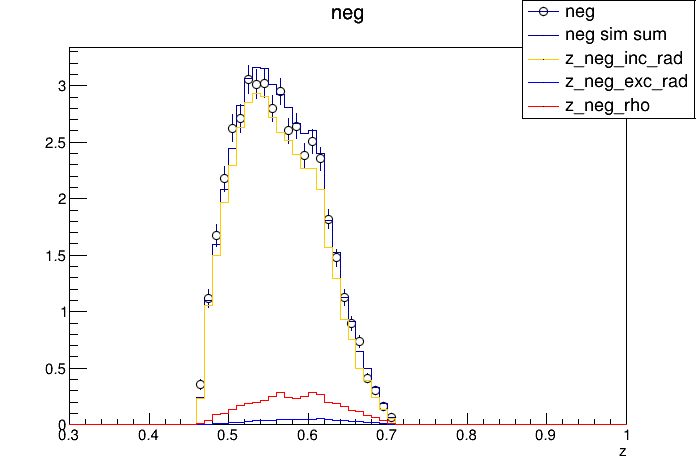 neg
neg
neg sim sum
z_neg_inc_rad
z_neg_exc_rad
z_neg_rho
3
2.5
2
1.5
1
0.5
0
0.3 0.4 0.5 0.6 0.7 0.8 0.9 1
z